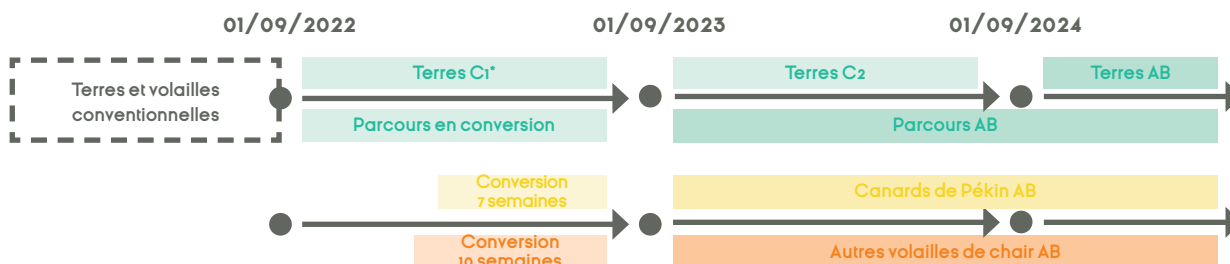 01/09/2022 01/09/2023 01/09/2024
Terres et volailles
conventionnelles
Terres C1* Terres C2 Terres AB
Parcours en conversion Parcours AB
Conversion
7 semaines
Canards de Pékin AB
Conversion
10 semaines
Autres volailles de chair AB